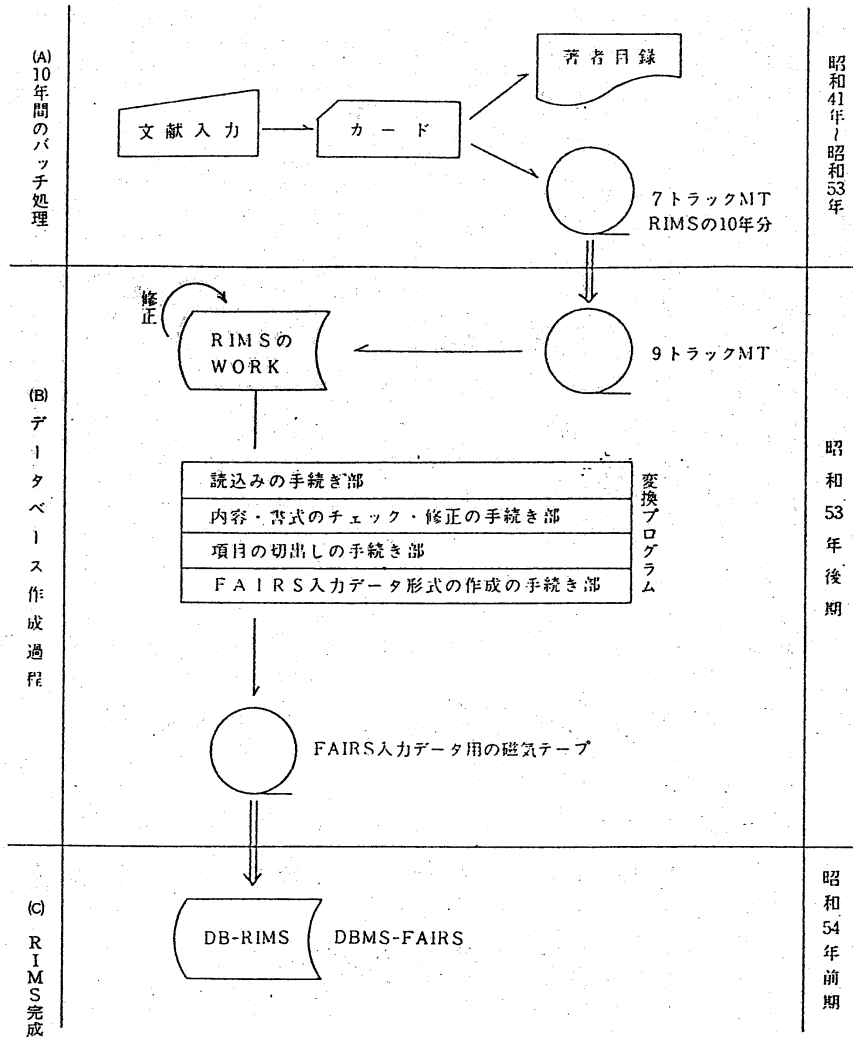 (A)10年間のバッチ処理
文献入力
カード
著者目録
7トラックMT
RIMSの10年分
昭和41年~昭和53年
修正
RIMSの
WORK
9トラックMT
(B)データベース作成過程
読込みの手続き部
内容・書式のチェック・修正の手続き部
項目の切出しの手続き部
FAIRS入力データ形式の作成の手続き部
変換プログラム
昭和53年後期
FAIRS入力データ用の磁気テープ
(C) RIMS完成
DB-RIMS
DBMS-FAIRS
昭和54年前期